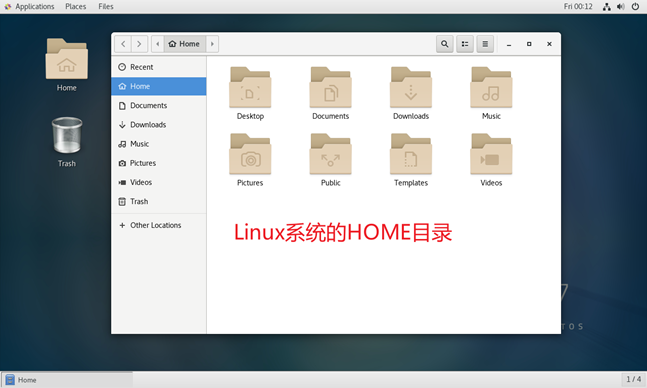 Applications Places Files Fri 00:12
Home
Trash
Home
Recent
Home
Documents
Downloads
Music
Pictures
Videos
Trash
Other Locations
Desktop Documents Downloads Music
Pictures Public Templates Videos
Linux系统的HOME目录
7
TOS
Home 1 / 4